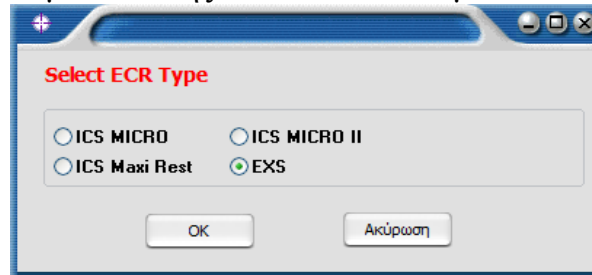 Select ECR Type
ICS MICRO ICS MICRO II
ICS Maxi Rest EXS
OK Ακύρωση